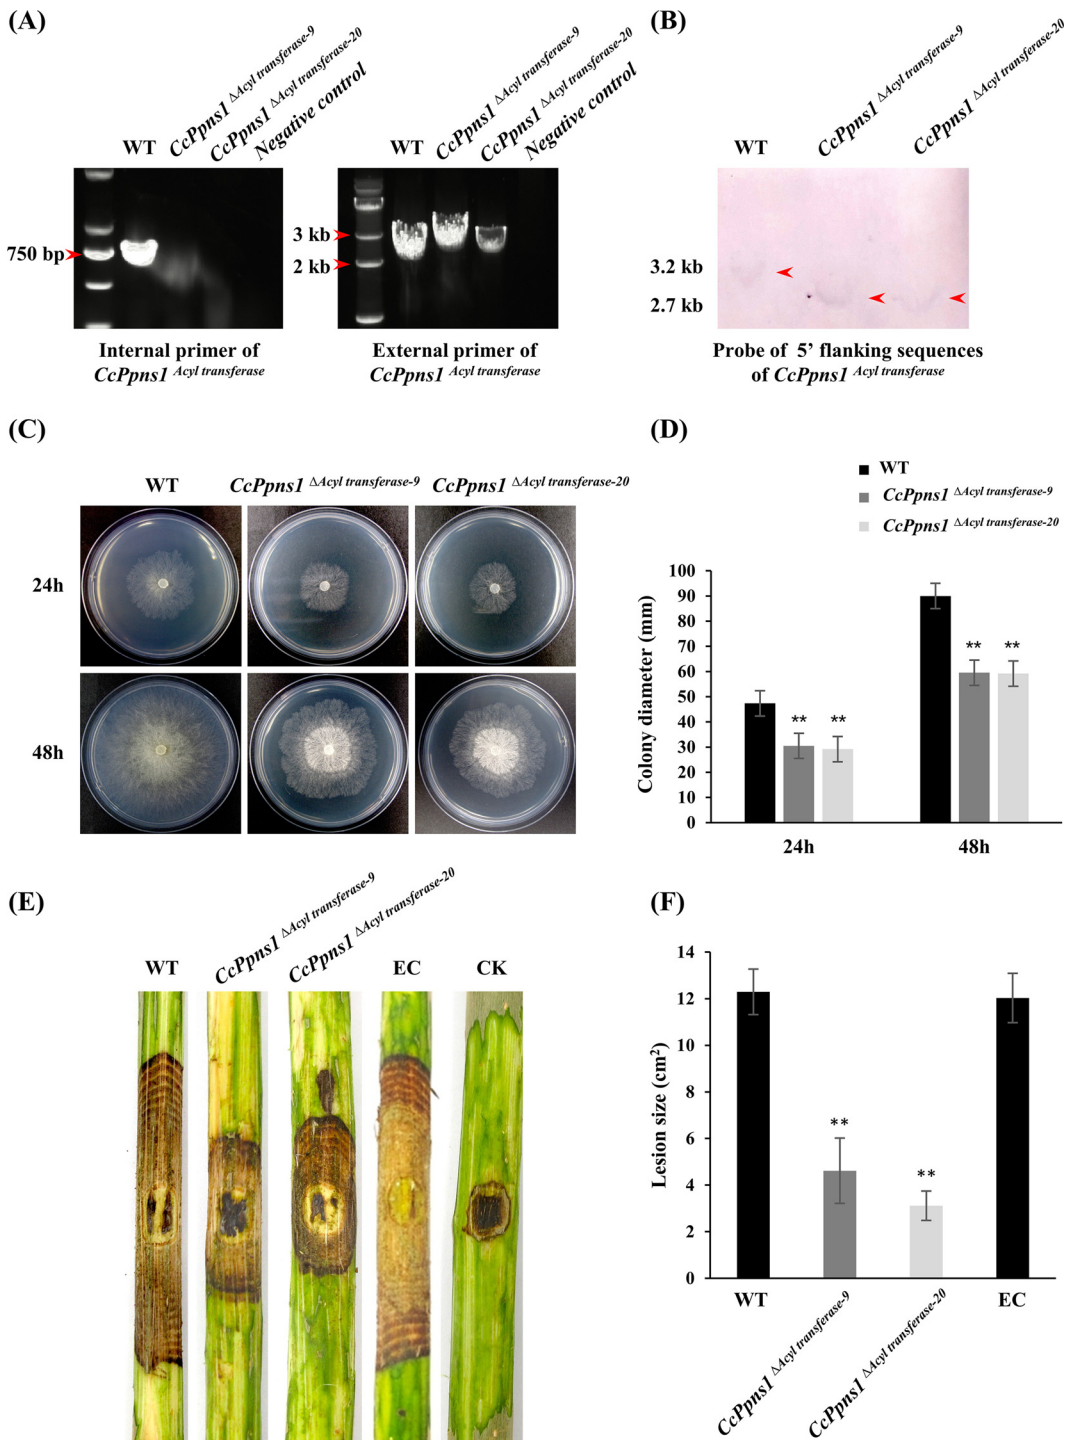 (A)
WT
CcPpns1 ΔAcyl transferase-9
CcPpns1 ΔAcyl transferase-20
Negative control
750 bp
Internal primer of
CcPpns1 Acyl transferase
WT
CcPpns1 ΔAcyl transferase-9
CcPpns1 ΔAcyl transferase-20
Negative control
3 kb
2 kb
External primer of
CcPpns1 Acyl transferase
(B)
WT
CcPpns1 ΔAcyl transferase-9
CcPpns1 ΔAcyl transferase-20
3.2 kb
2.7 kb
Probe of 5’ flanking sequences
of CcPpns1 Acyl transferase
(C)
WT
CcPpns1 ΔAcyl transferase-9
CcPpns1 ΔAcyl transferase-20
24h
48h
(D)
WT
CcPpns1 ΔAcyl transferase-9
CcPpns1 ΔAcyl transferase-20
Colony diameter (mm)
100
90
80
70
60
50
40
30
20
10
0
**
**
**
**
24h
48h
(E)
WT
CcPpns1 ΔAcyl transferase-9
CcPpns1 ΔAcyl transferase-20
EC
CK
(F)
Lesion size (cm²)
14
12
10
8
6
4
2
0
**
**
WT
CcPpns1 ΔAcyl transferase-9
CcPpns1 ΔAcyl transferase-20
EC